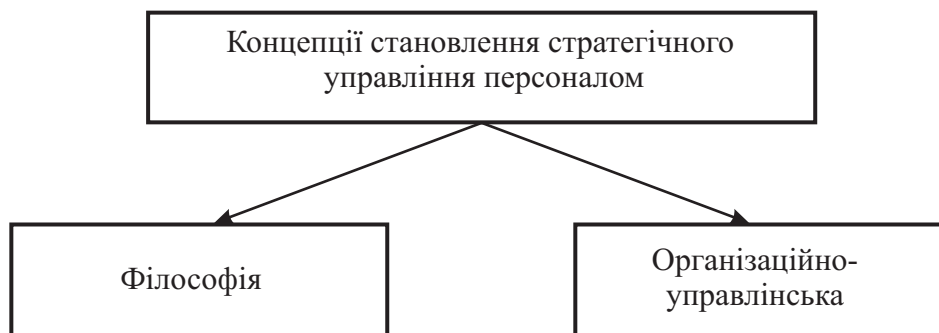 Концепції становлення стратегічного
управління персоналом
Філософія
Організаційно-
управлінська